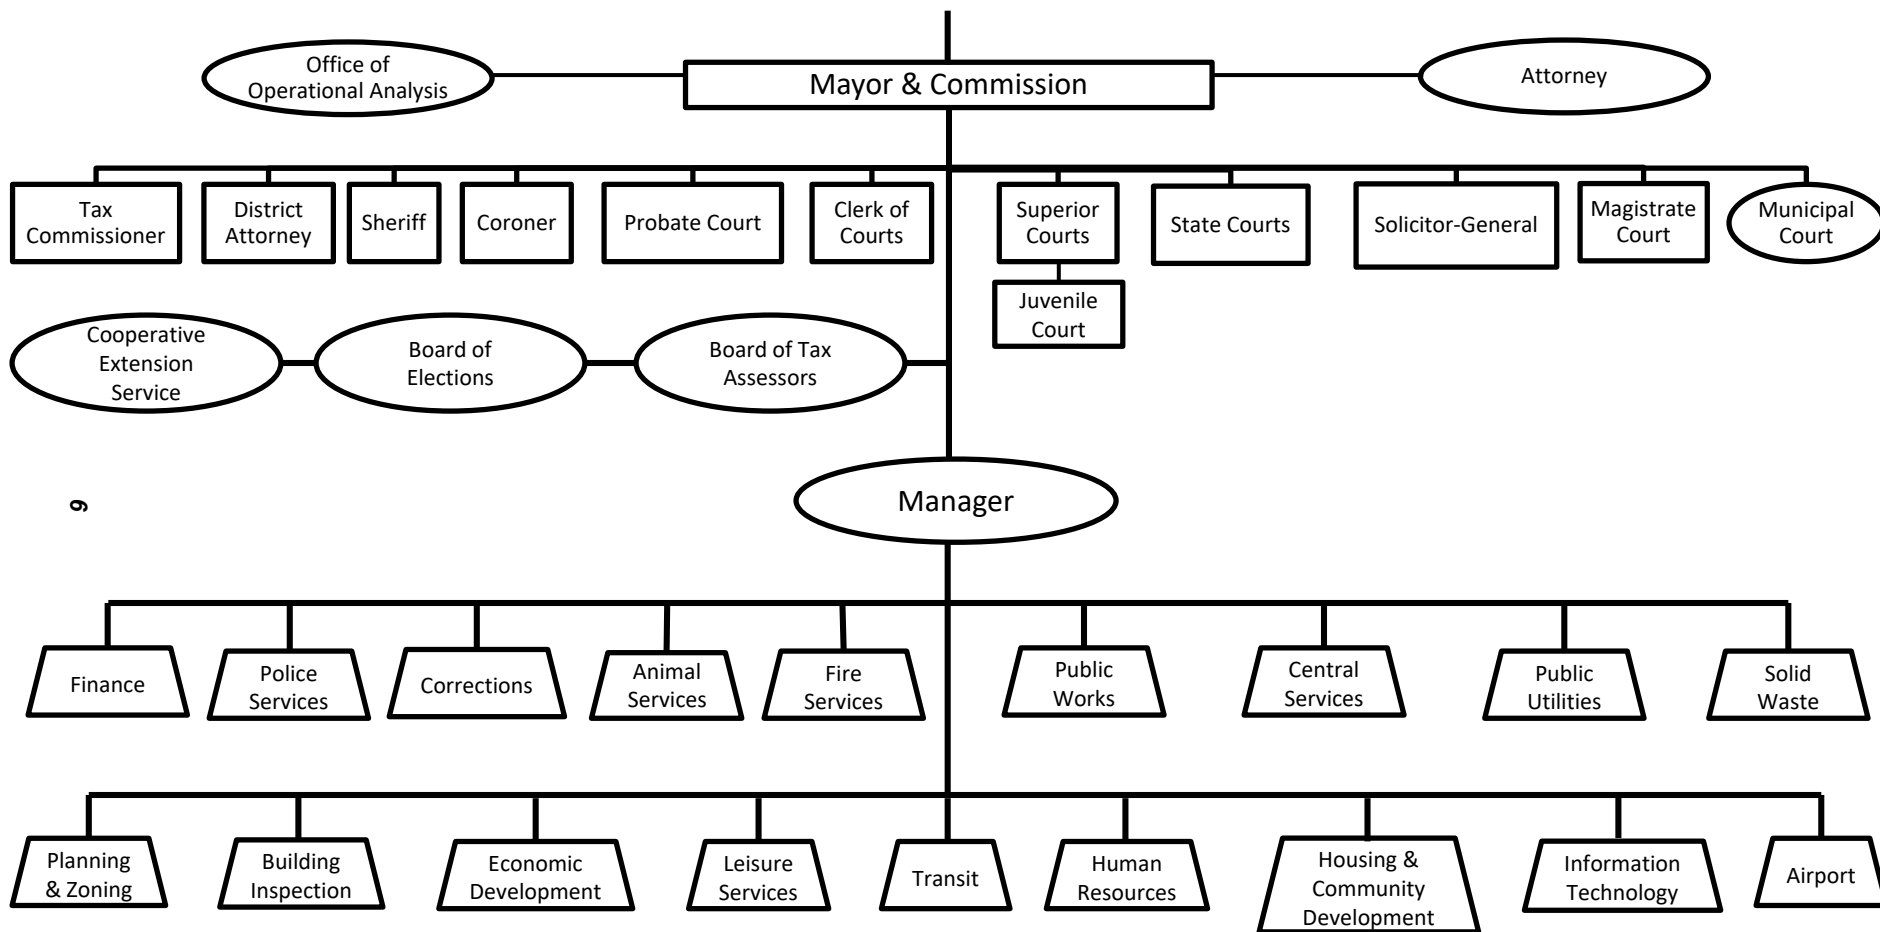 Office of
Operational Analysis
Mayor & Commission
Attorney
Tax
Commissioner
District
Attorney
Sheriff
Coroner
Probate Court
Clerk of
Courts
Superior
Courts
State Courts
Solicitor-General
Magistrate
Court
Municipal
Court
Juvenile
Court
Cooperative
Extension
Service
Board of
Elections
Board of Tax
Assessors
Manager
9
Finance
Police
Services
Corrections
Animal
Services
Fire
Services
Public
Works
Central
Services
Public
Utilities
Solid
Waste
Planning
& Zoning
Building
Inspection
Economic
Development
Leisure
Services
Transit
Human
Resources
Housing &
Community
Development
Information
Technology
Airport